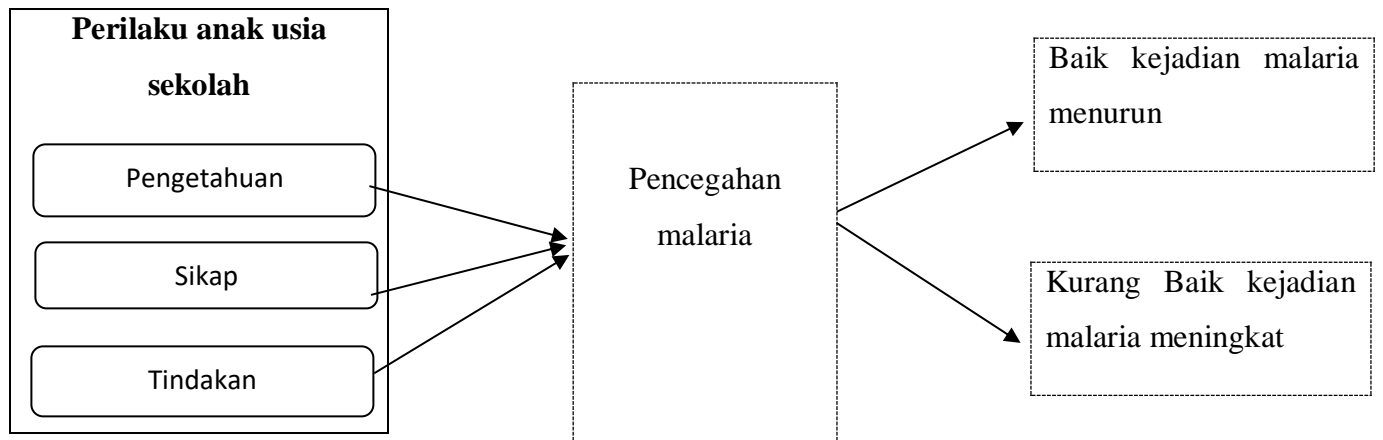 Perilaku anak usia
sekolah
Pengetahuan
Sikap
Tindakan
Pencegahan
malaria
Baik kejadian malaria
menurun
Kurang Baik kejadian
malaria meningkat